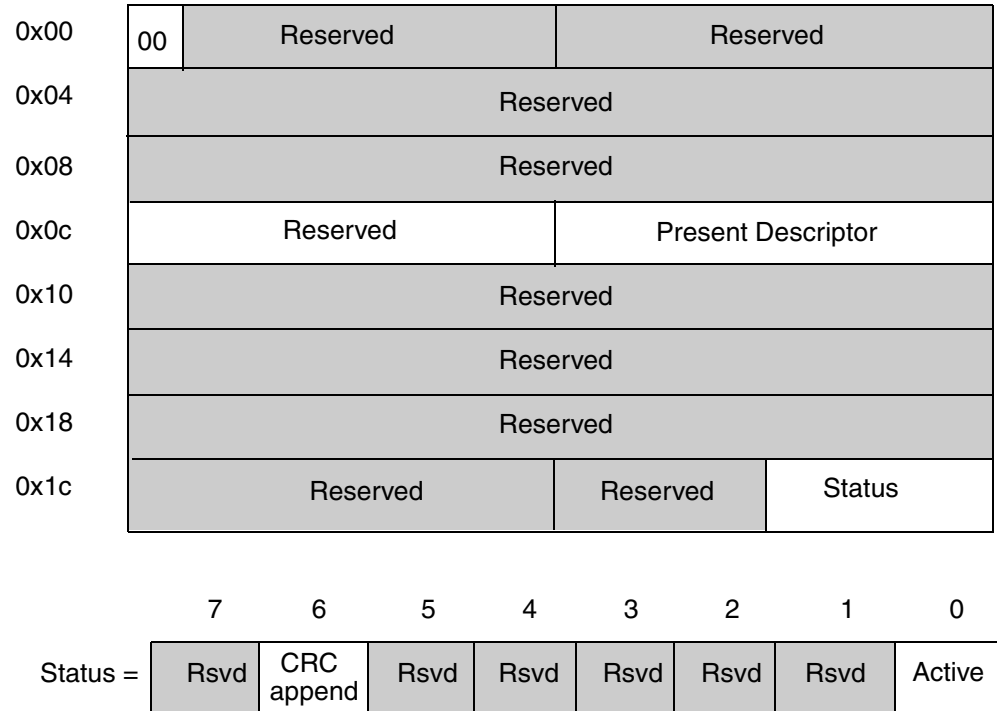 0x00 00 Reserved Reserved
0x04 Reserved
0x08 Reserved
0x0c Reserved Present Descriptor
0x10 Reserved
0x14 Reserved
0x18 Reserved
0x1c Reserved Reserved Status
7 6 5 4 3 2 1 0
Status = Rsvd CRC append Rsvd Rsvd Rsvd Rsvd Rsvd Active